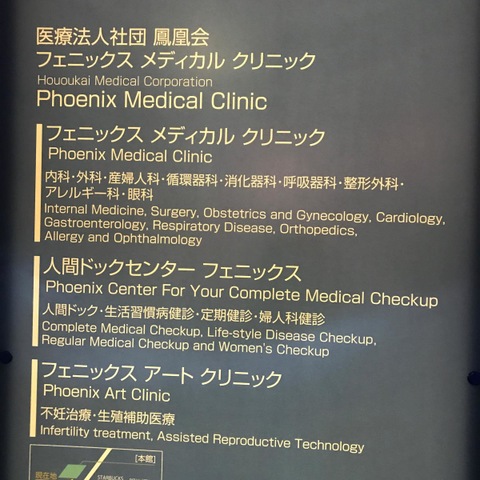 医療法人社団 鳳凰会
フェニックス メディカル クリニック
Hououkai Medical Corporation
Phoenix Medical Clinic
フェニックス メディカル クリニック
Phoenix Medical Clinic
内科・外科・産婦人科・循環器科・消化器科・呼吸器科・整形外科・
アレルギー科・眼科
Internal Medicine, Surgery, Obstetrics and Gynecology, Cardiology,
Gastroenterology, Respiratory Disease, Orthopedics,
Allergy and Ophthalmology
人間ドックセンター フェニックス
Phoenix Center For Your Complete Medical Checkup
人間ドック・生活習慣病健診・定期健診・婦人科健診
Complete Medical Checkup, Life-style Disease Checkup,
Regular Medical Checkup and Women's Checkup
フェニックス アート クリニック
Phoenix Art Clinic
不妊治療・生殖補助医療
Infertility treatment, Assisted Reproductive Technology
[本館]
現在地
STARBUCKS